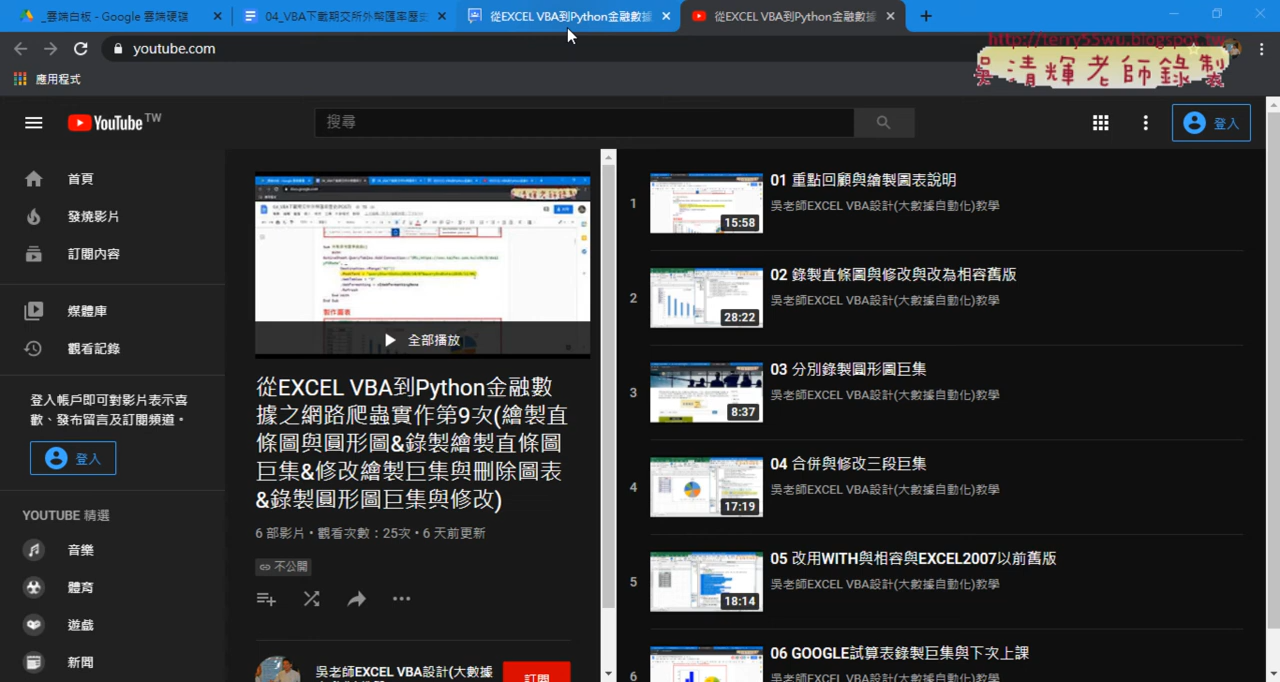 _雲端白板 - Google 雲端硬碟
04_VBA下載期交所外幣匯率歷史
從EXCEL VBA到Python金融數據
從EXCEL VBA到Python金融數據
youtube.com
http://terry55wu.blogspot.tw
吳清輝老師錄製
應用程式
YouTube TW
搜尋
登入
首頁
發燒影片
訂閱內容
媒體庫
觀看記錄
登入帳戶即可對影片表示喜
歡、發布留言及訂閱頻道。
登入
YOUTUBE 精選
音樂
體育
遊戲
新聞
全部播放
從EXCEL VBA到Python金融數
據之網路爬蟲實作第9次(繪製直
條圖與圓形圖&錄製繪製直條圖
巨集&修改繪製巨集與刪除圖表
&錄製圓形圖巨集與修改)
6 部影片 • 觀看次數：25次 • 6 天前更新
不公開
吳老師EXCEL VBA設計(大數據
訂閱
1
15:58
01 重點回顧與繪製圖表說明
吳老師EXCEL VBA設計(大數據自動化)教學
2
28:22
02 錄製直條圖與修改與改為相容舊版
吳老師EXCEL VBA設計(大數據自動化)教學
3
8:37
03 分別錄製圓形圖巨集
吳老師EXCEL VBA設計(大數據自動化)教學
4
17:19
04 合併與修改三段巨集
吳老師EXCEL VBA設計(大數據自動化)教學
5
18:14
05 改用WITH與相容與EXCEL2007以前舊版
吳老師EXCEL VBA設計(大數據自動化)教學
6
06 GOOGLE試算表錄製巨集與下次上課
吳老師EXCEL VBA設計(大數據自動化)教學